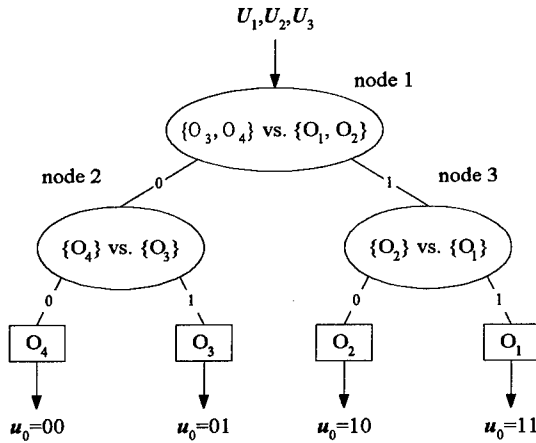 U₁,U₂,U₃
node 1
{O₃, O₄} vs. {O₁, O₂}
node 2
0
1
node 3
{O₄} vs. {O₃}
{O₂} vs. {O₁}
0
1
0
1
O₄
O₃
O₂
O₁
u₀=00
u₀=01
u₀=10
u₀=11